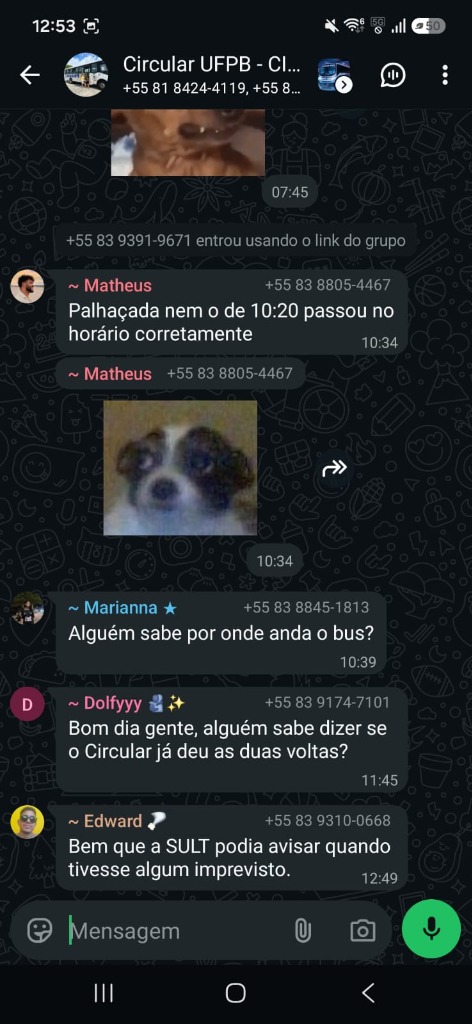 12:53
5G
50
Circular UFPB - CI...
+55 81 8424-4119, +55 8...
07:45
+55 83 9391-9671 entrou usando o link do grupo
~ Matheus +55 83 8805-4467
Palhaçada nem o de 10:20 passou no
horário corretamente
10:34
~ Matheus +55 83 8805-4467
10:34
~ Marianna ★ +55 83 8845-1813
Alguém sabe por onde anda o bus?
10:39
D
~ Dolfyyy 🫂✨ +55 83 9174-7101
Bom dia gente, alguém sabe dizer se
o Circular já deu as duas voltas?
11:45
~ Edward +55 83 9310-0668
Bem que a SULT podia avisar quando
tivesse algum imprevisto.
12:49
Mensagem